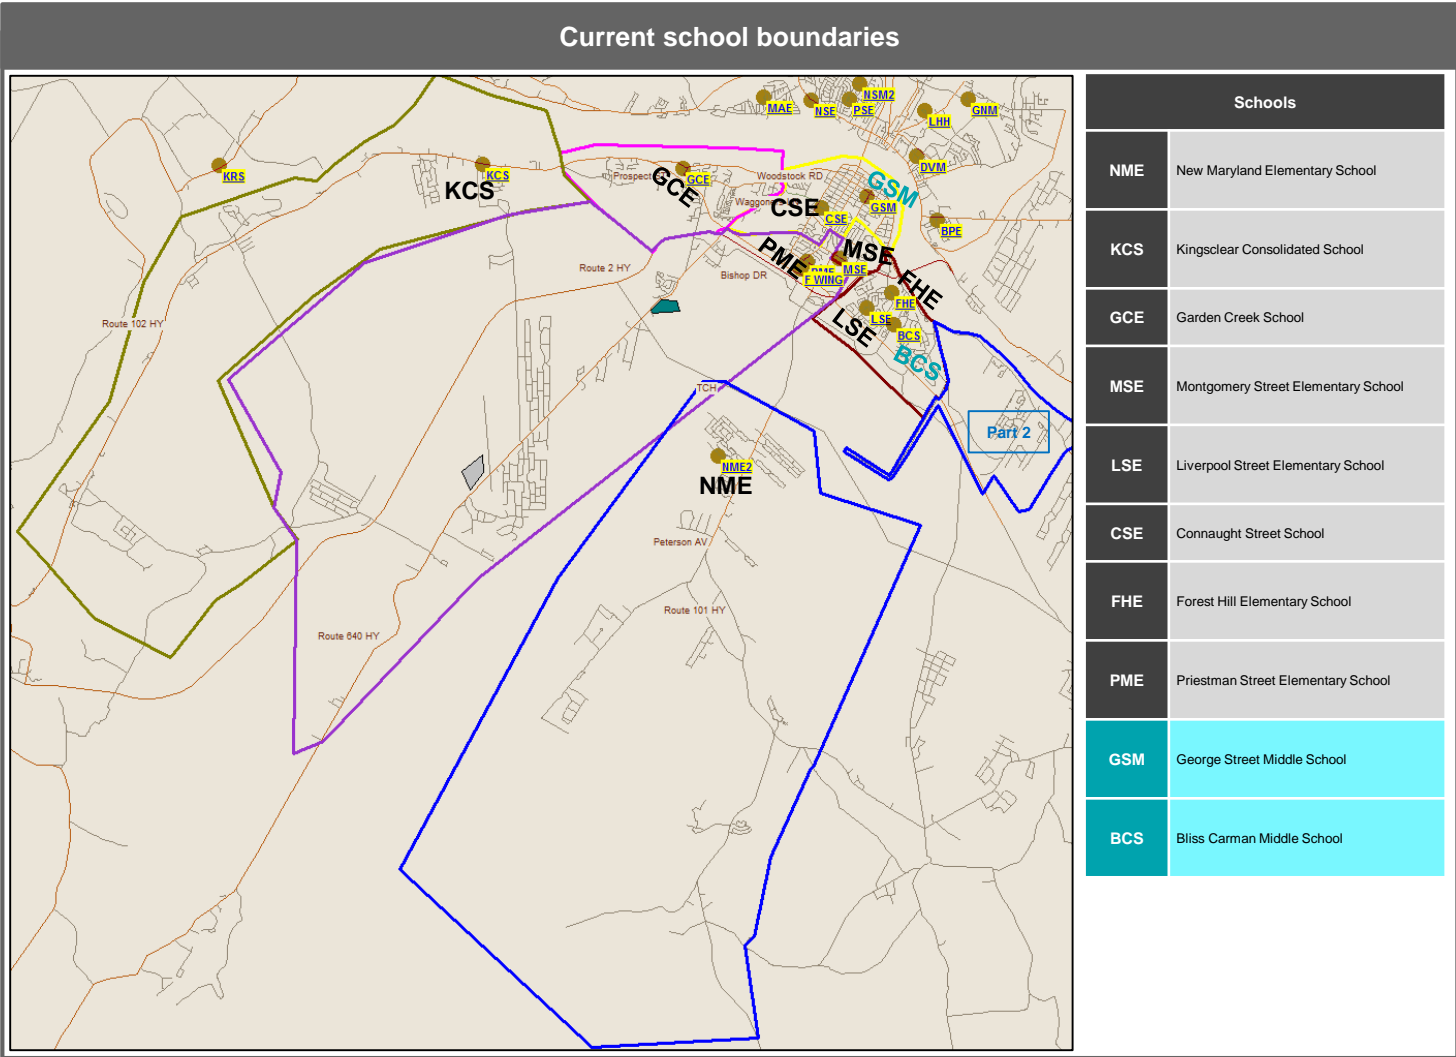 Current school boundaries
MAE
NSE
NSM2
PSE
LHH
GNM
DVM
KRS
KCS
KCS
Prospect
GCE
GCE
Woodstock RD
Waggoners
GSM
GSM
CSE
CSE
BPE
PME
MSE
MSE
F WING
Route 2 HY
Bishop DR
FHE
FHE
LSE
LSE
BCS
BCS
Route 102 HY
TCH
Part 2
NME2
NME
Peterson AV
Route 101 HY
Route 640 HY
Schools
NME New Maryland Elementary School
KCS Kingsclear Consolidated School
GCE Garden Creek School
MSE Montgomery Street Elementary School
LSE Liverpool Street Elementary School
CSE Connaught Street School
FHE Forest Hill Elementary School
PME Priestman Street Elementary School
GSM George Street Middle School
BCS Bliss Carman Middle School